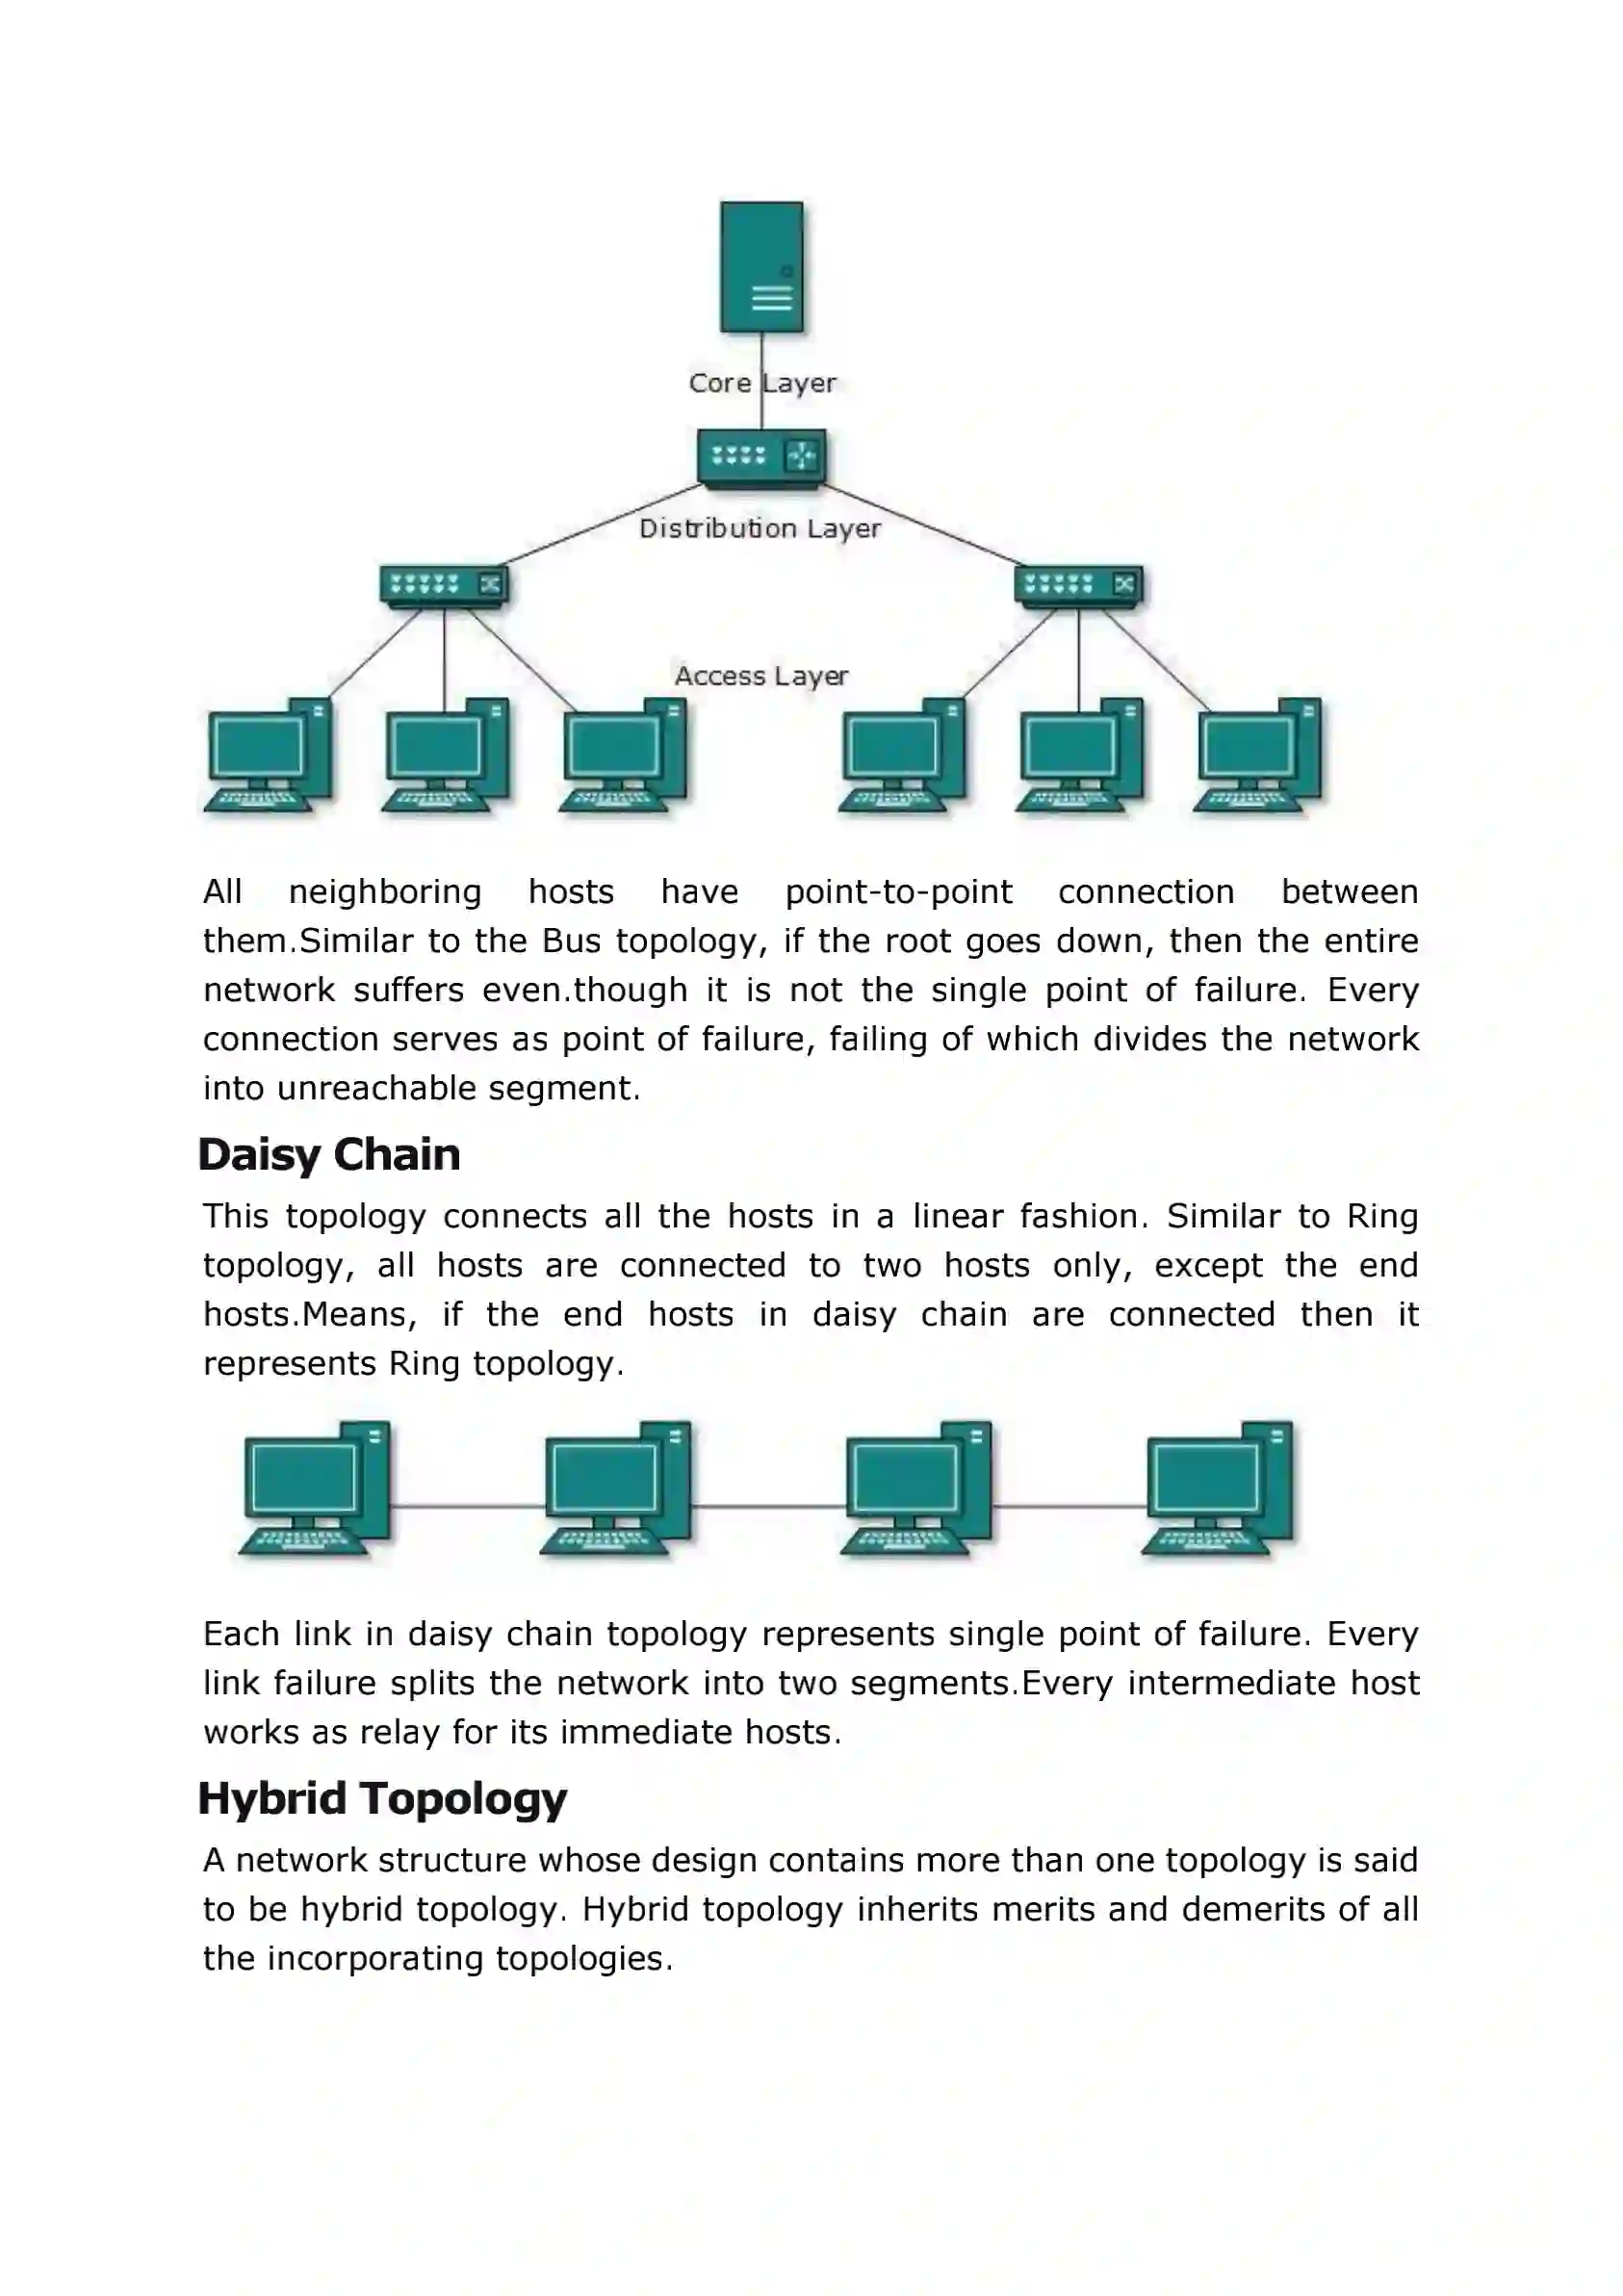 Core Layer
Distribution Layer
Access Layer
All neighboring hosts have point-to-point connection between
them.Similar to the Bus topology, if the root goes down, then the entire
network suffers even.though it is not the single point of failure. Every
connection serves as point of failure, failing of which divides the network
into unreachable segment.
Daisy Chain
This topology connects all the hosts in a linear fashion. Similar to Ring
topology, all hosts are connected to two hosts only, except the end
hosts.Means, if the end hosts in daisy chain are connected then it
represents Ring topology.
Each link in daisy chain topology represents single point of failure. Every
link failure splits the network into two segments.Every intermediate host
works as relay for its immediate hosts.
Hybrid Topology
A network structure whose design contains more than one topology is said
to be hybrid topology. Hybrid topology inherits merits and demerits of all
the incorporating topologies.